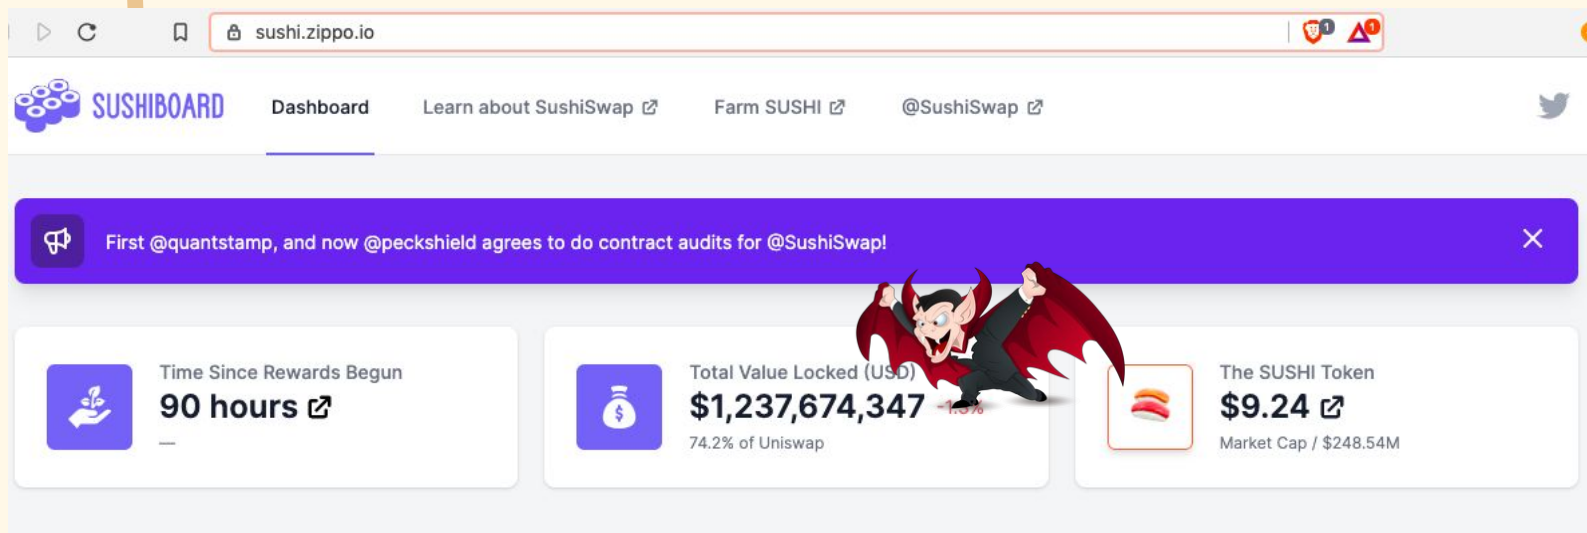 sushi.zippo.io
1
1
SUSHIBOARD
Dashboard
Learn about SushiSwap
Farm SUSHI
@SushiSwap
First @quantstamp, and now @peckshield agrees to do contract audits for @SushiSwap!
Time Since Rewards Begun
90 hours
—
Total Value Locked (USD)
$1,237,674,347
74.2% of Uniswap
The SUSHI Token
$9.24
Market Cap / $248.54M